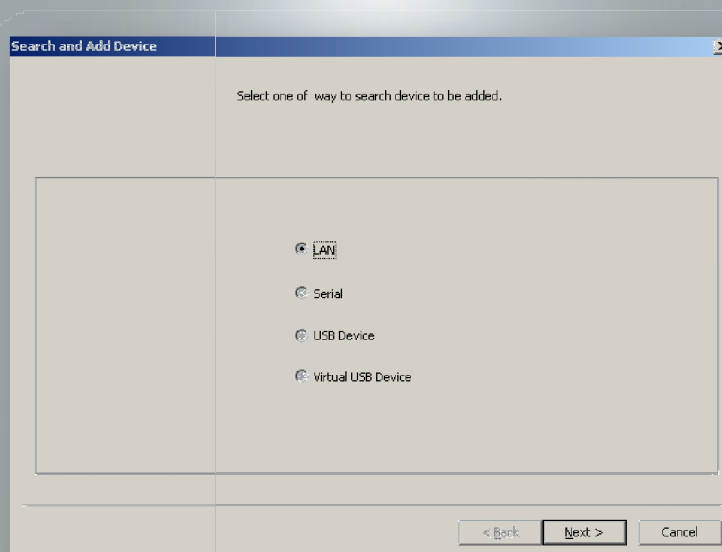 Search and Add Device
Select one of way to search device to be added.
LAN
Serial
USB Device
Virtual USB Device
< Back
Next >
Cancel